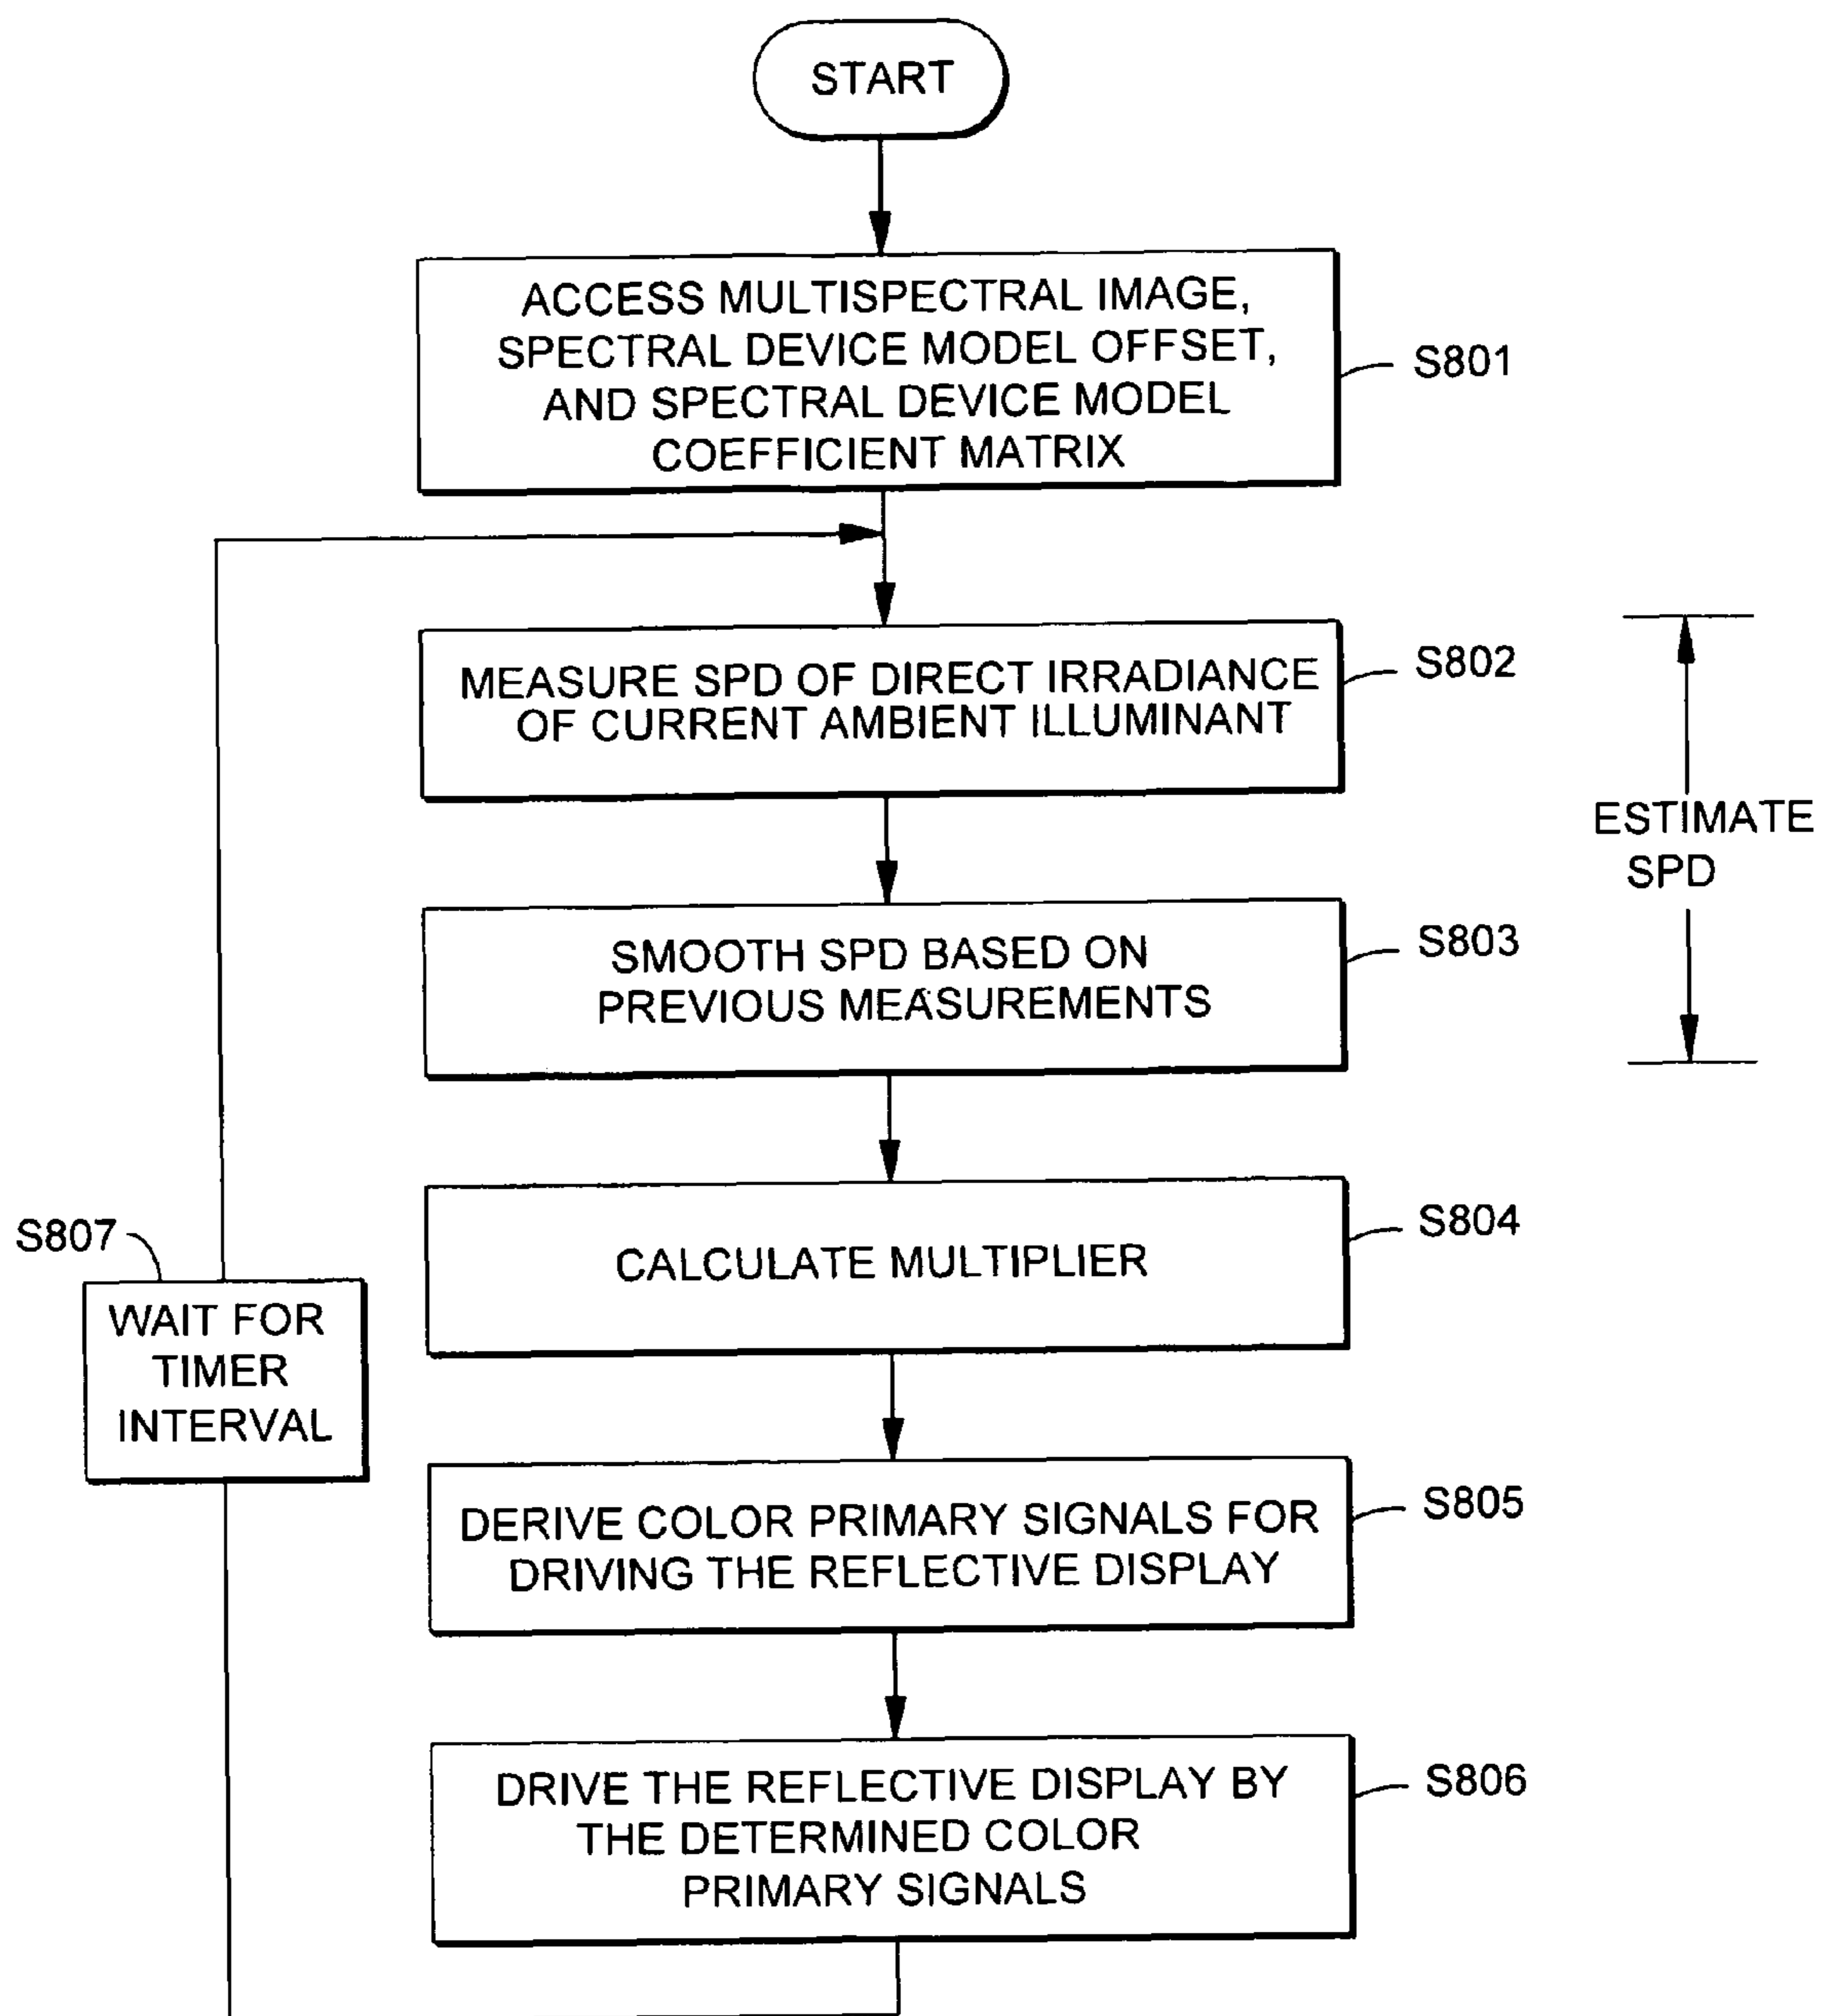 START
ACCESS MULTISPECTRAL IMAGE,
SPECTRAL DEVICE MODEL OFFSET,
AND SPECTRAL DEVICE MODEL
COEFFICIENT MATRIX
S801
MEASURE SPD OF DIRECT IRRADIANCE
OF CURRENT AMBIENT ILLUMINANT
S802
ESTIMATE
SPD
SMOOTH SPD BASED ON
PREVIOUS MEASUREMENTS
S803
CALCULATE MULTIPLIER
S804
S807
WAIT FOR
TIMER
INTERVAL
DERIVE COLOR PRIMARY SIGNALS FOR
DRIVING THE REFLECTIVE DISPLAY
S805
DRIVE THE REFLECTIVE DISPLAY BY
THE DETERMINED COLOR
PRIMARY SIGNALS
S806